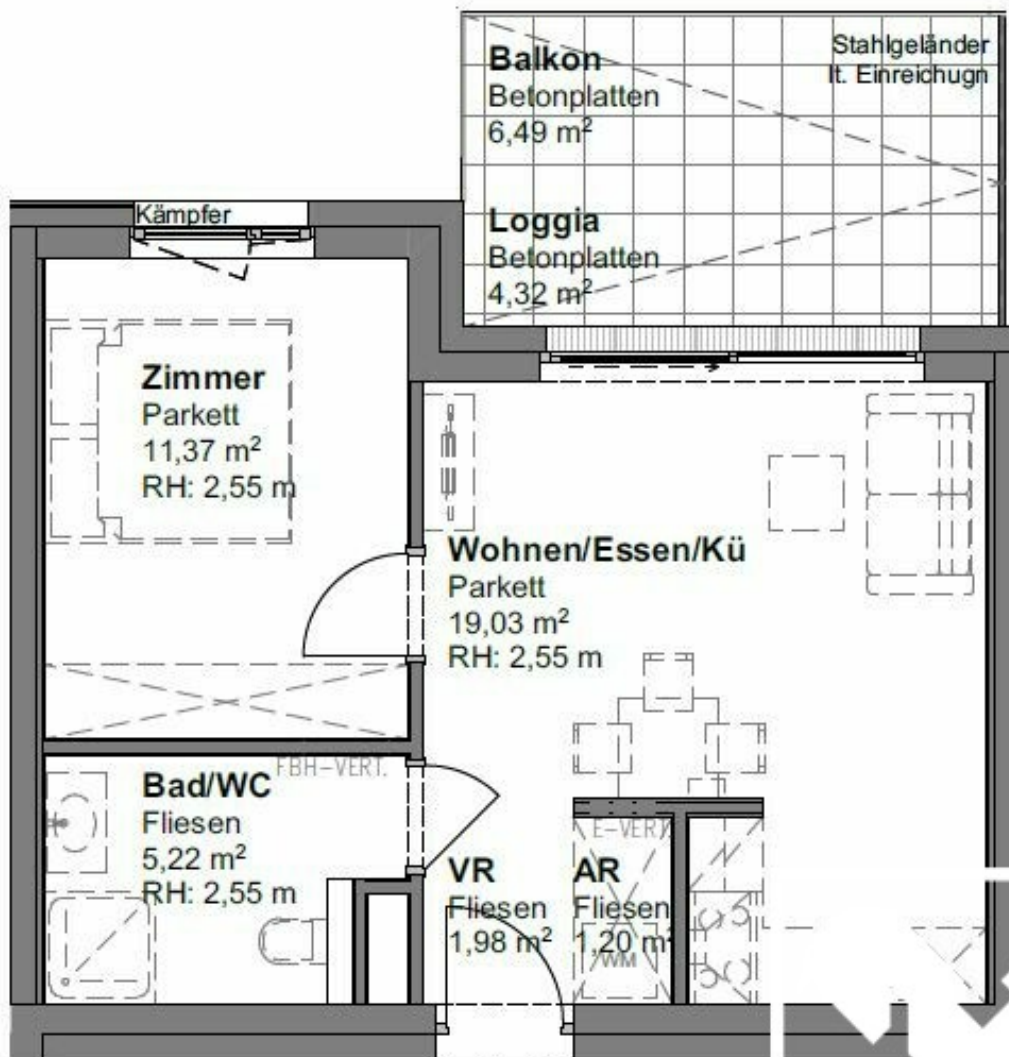 Balkon
Betonplatten
6,49 m²
Stahlgeländer
lt. Einreichugn
Loggia
Betonplatten
4,32 m²
Kämpfer
Zimmer
Parkett
11,37 m²
RH: 2,55 m
Wohnen/Essen/Kü
Parkett
19,03 m²
RH: 2,55 m
FBH-VERT.
Bad/WC
Fliesen
5,22 m²
RH: 2,55 m
E-VERT.
VR
Fliesen
1,98 m²
AR
Fliesen
1,20 m²
WM